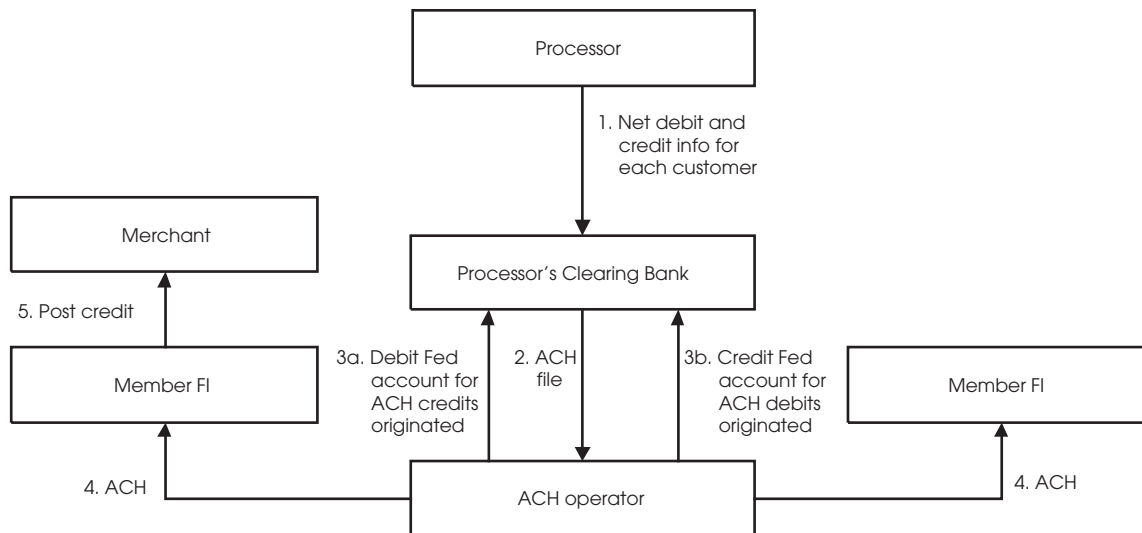 Processor
1. Net debit and
credit info for
each customer
Merchant
Processor's Clearing Bank
5. Post credit
3a. Debit Fed
account for
ACH credits
originated
2. ACH
file
3b. Credit Fed
account for
ACH debits
originated
Member FI
Member FI
4. ACH
ACH operator
4. ACH